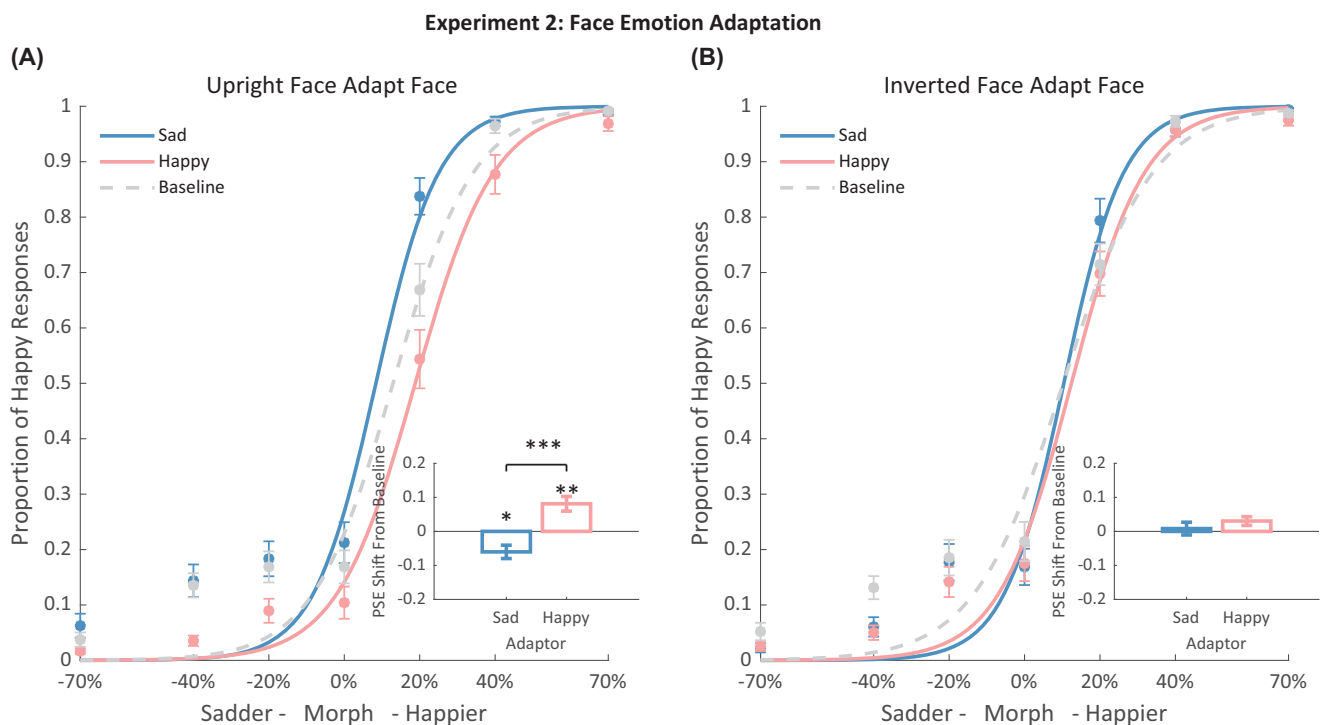 Experiment 2: Face Emotion Adaptation
(A)
Upright Face Adapt Face
Sad
Happy
Baseline
Proportion of Happy Responses
1
0.9
0.8
0.7
0.6
0.5
0.4
0.3
0.2
0.1
0
-70%
-40%
-20%
0%
20%
40%
70%
Sadder - Morph - Happier
PSE Shift From Baseline
0.2
0.1
0
-0.1
-0.2
***
*
**
Sad
Happy
Adaptor
(B)
Inverted Face Adapt Face
Sad
Happy
Baseline
Proportion of Happy Responses
1
0.9
0.8
0.7
0.6
0.5
0.4
0.3
0.2
0.1
0
-70%
-40%
-20%
0%
20%
40%
70%
Sadder - Morph - Happier
PSE Shift From Baseline
0.2
0.1
0
-0.1
-0.2
Sad
Happy
Adaptor